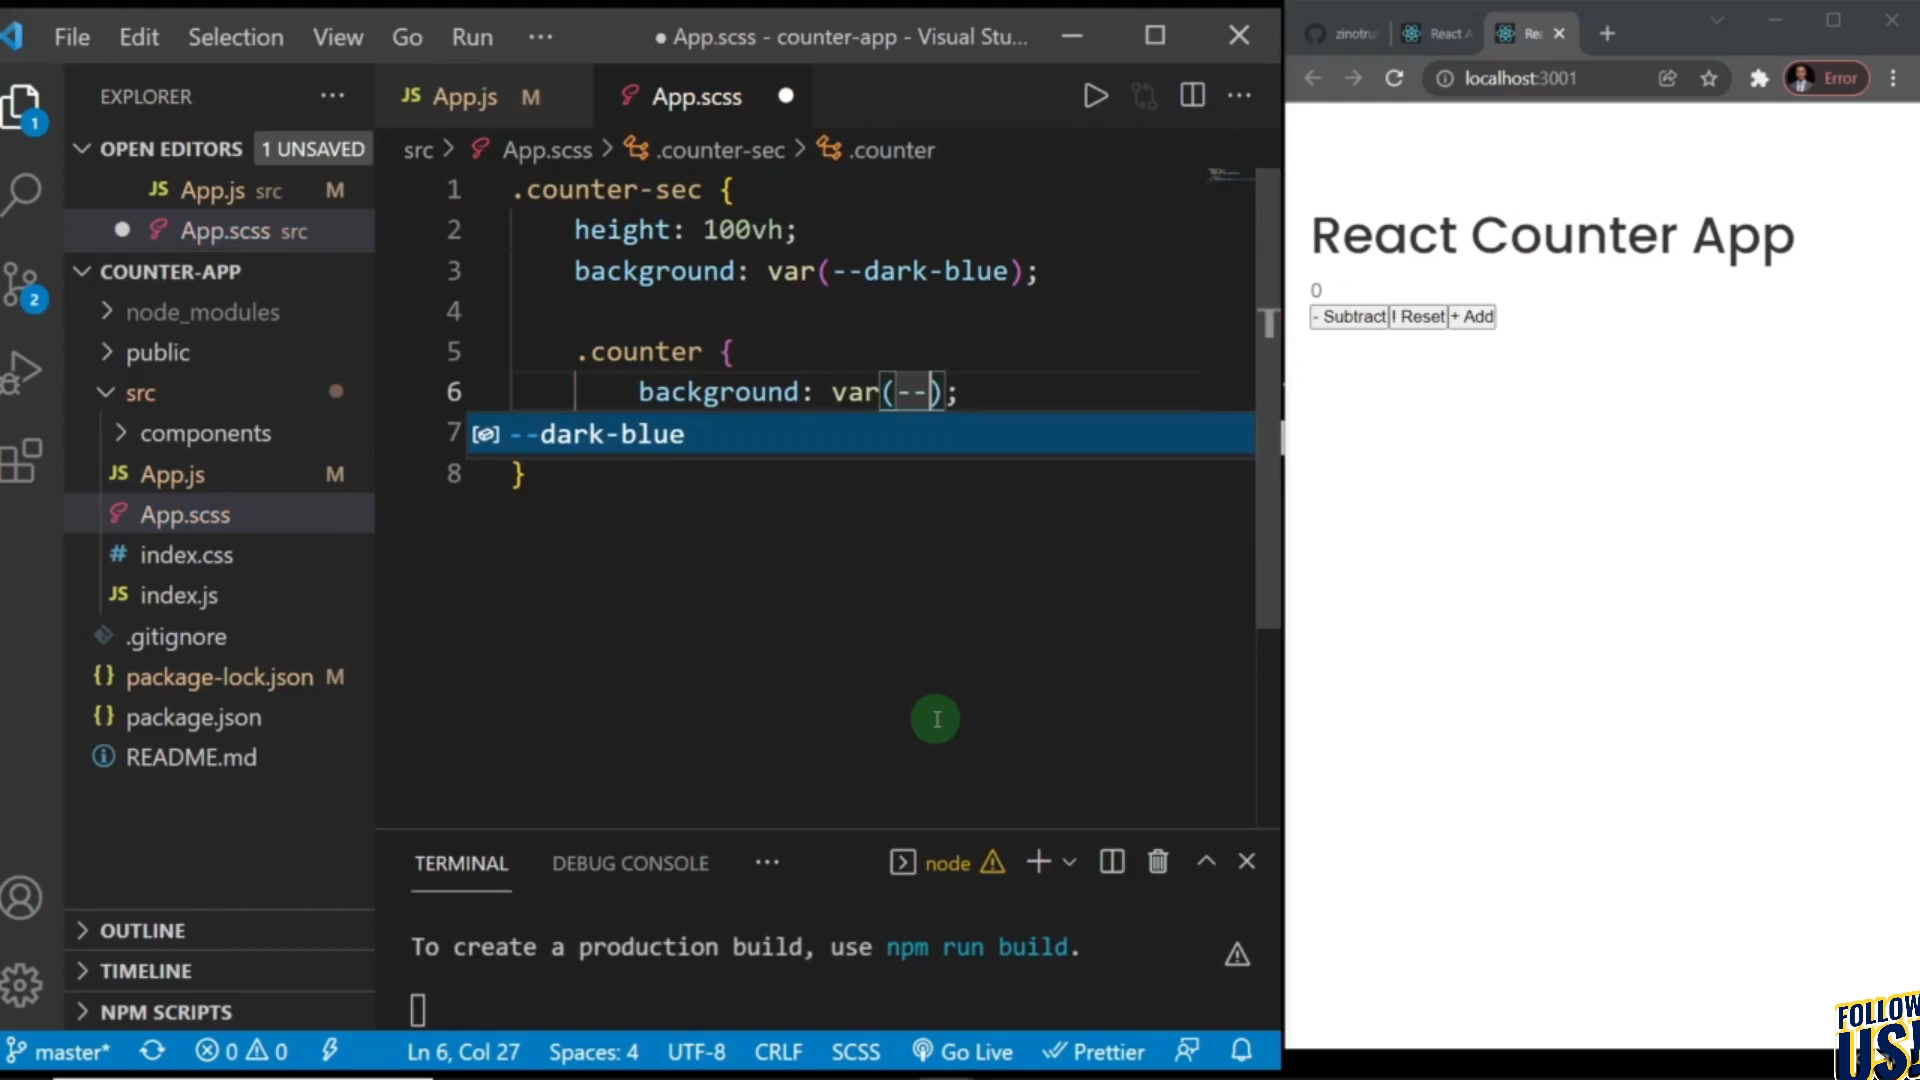 File Edit Selection View Go Run ···
● App.scss - counter-app - Visual Stu...
EXPLORER ···
OPEN EDITORS 1 UNSAVED
JS App.js src M
App.scss src
COUNTER-APP
node_modules
public
src
components
JS App.js M
App.scss
# index.css
JS index.js
.gitignore
{} package-lock.json M
{} package.json
README.md
OUTLINE
TIMELINE
NPM SCRIPTS
1
2
JS App.js M
App.scss
src > App.scss > .counter-sec > .counter
1 .counter-sec {
2 height: 100vh;
3 background: var(--dark-blue);
4
5 .counter {
6 background: var(--);
7 --dark-blue
8 }
TERMINAL DEBUG CONSOLE ··· node
To create a production build, use npm run build.
master* 0 0 Ln 6, Col 27 Spaces: 4 UTF-8 CRLF SCSS Go Live Prettier
React A
localhost:3001 Error
React Counter App
0
- Subtract ! Reset + Add
FOLLOW
US!